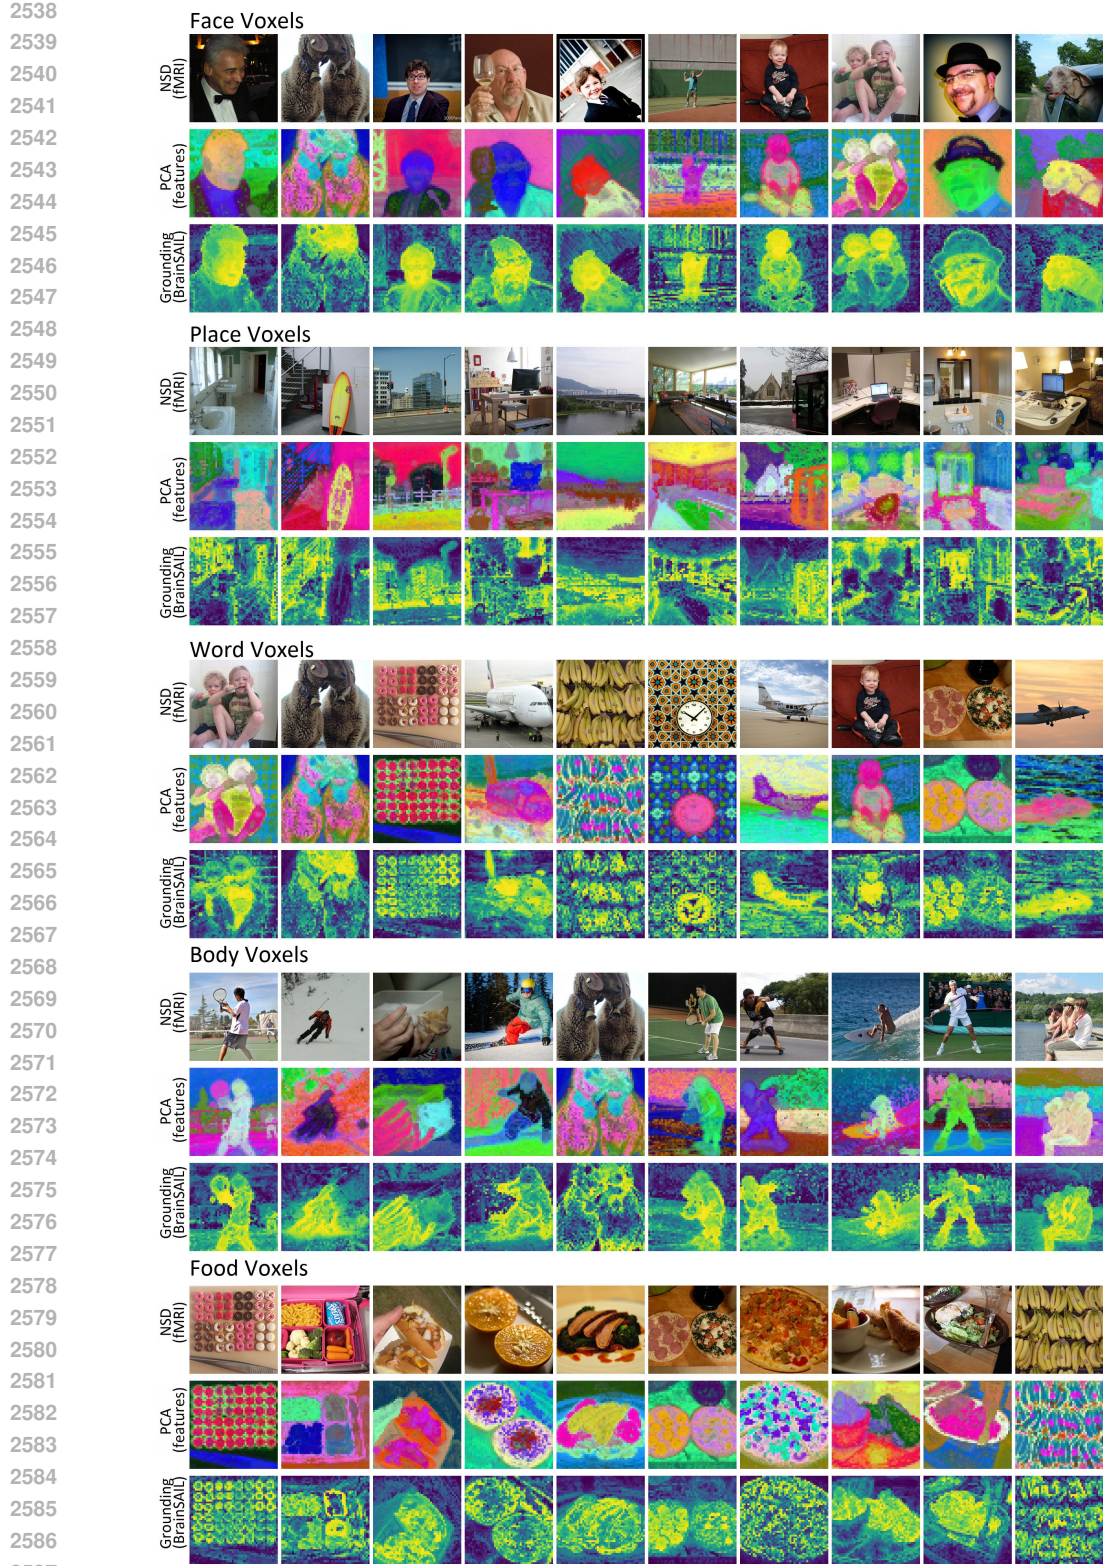 2538
Face Voxels
2539
2540
2541
NSD
(fMRI)
2542
2543
2544
PCA
(features)
2545
2546
2547
Grounding
(BrainSAIL)
2548
Place Voxels
2549
2550
2551
NSD
(fMRI)
2552
2553
2554
PCA
(features)
2555
2556
2557
Grounding
(BrainSAIL)
2558
Word Voxels
2559
2560
2561
NSD
(fMRI)
2562
2563
2564
PCA
(features)
2565
2566
2567
Grounding
(BrainSAIL)
Body Voxels
2568
2569
2570
2571
NSD
(fMRI)
2572
2573
2574
PCA
(features)
2575
2576
2577
Grounding
(BrainSAIL)
Food Voxels
2578
2579
2580
NSD
(fMRI)
2581
2582
2583
PCA
(features)
2584
2585
2586
Grounding
(BrainSAIL)